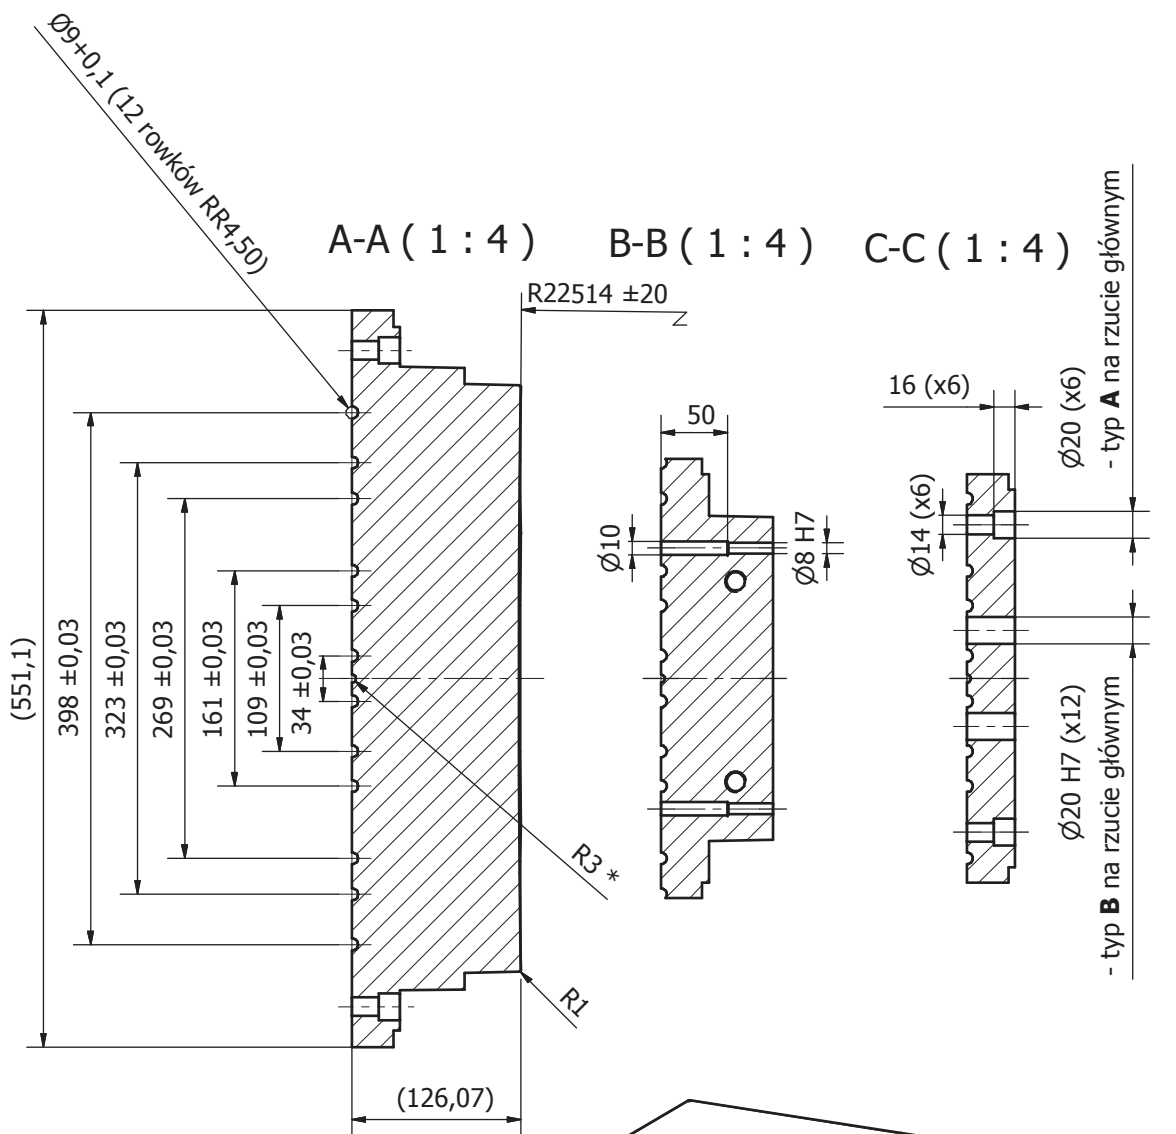 Ø9+0,1 (12 rowków RR4,50)
A-A ( 1 : 4 )
B-B ( 1 : 4 )
C-C ( 1 : 4 )
R22514 ±20
(551,1)
398 ±0,03
323 ±0,03
269 ±0,03
161 ±0,03
109 ±0,03
34 ±0,03
R3 *
R1
(126,07)
50
Ø10
Ø8 H7
16 (x6)
Ø14 (x6)
Ø20 (x6)
- typ A na rzucie głównym
Ø20 H7 (x12)
- typ B na rzucie głównym